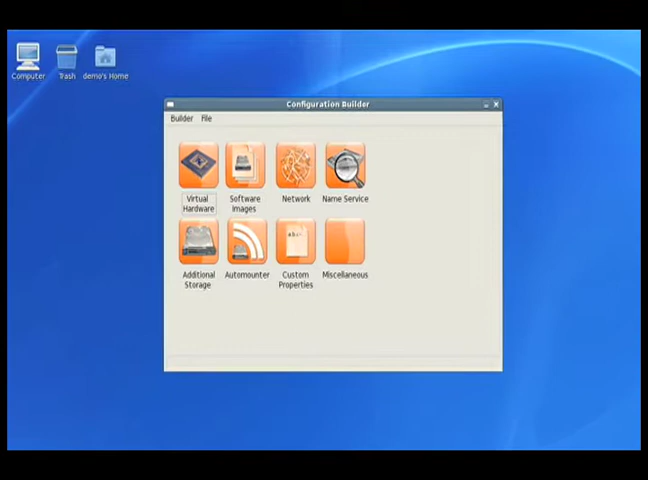 Computer
Trash
demo's Home
Configuration Builder
Builder
File
Virtual
Hardware
Software
Images
Network
Name Service
Additional
Storage
Automounter
Custom
Properties
Miscellaneous